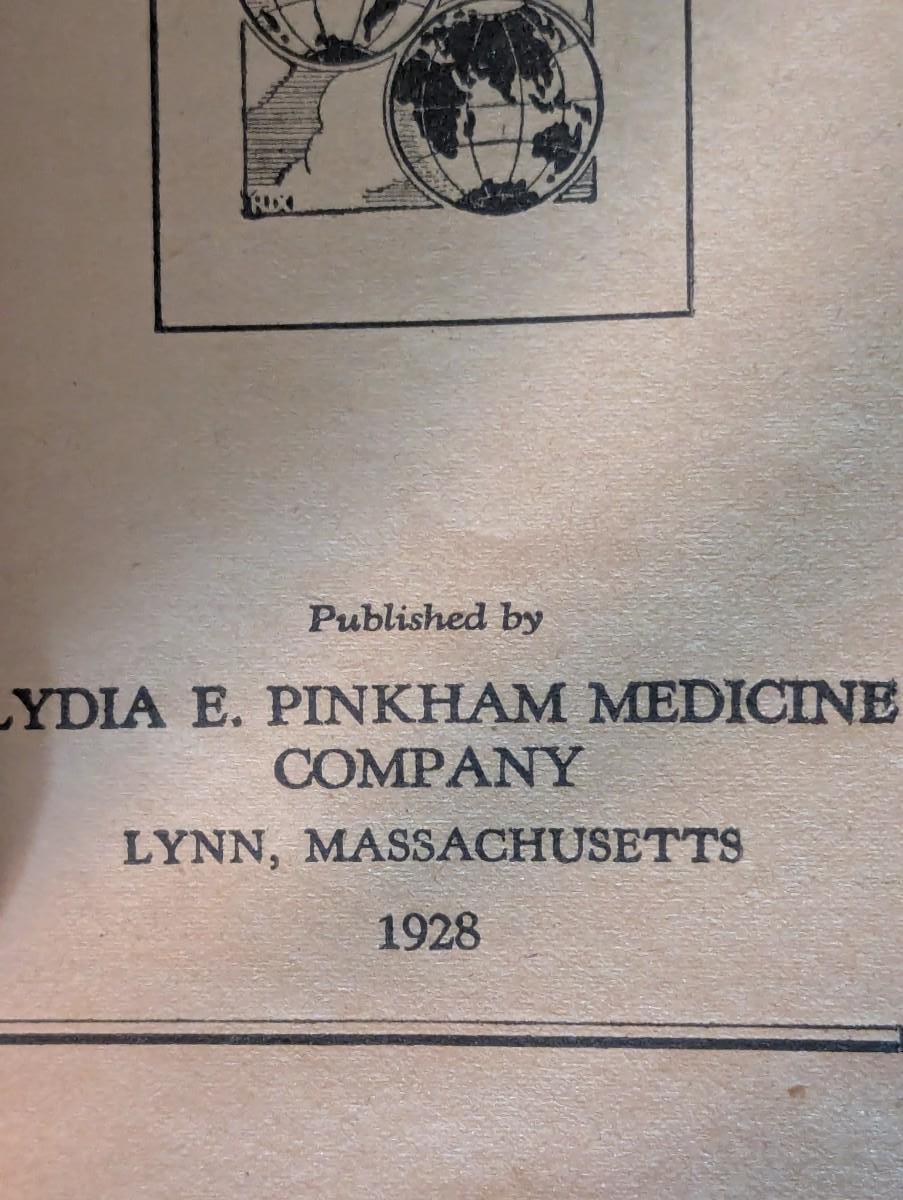 Published by
LYDIA E. PINKHAM MEDICINE
COMPANY
LYNN, MASSACHUSETTS
1928